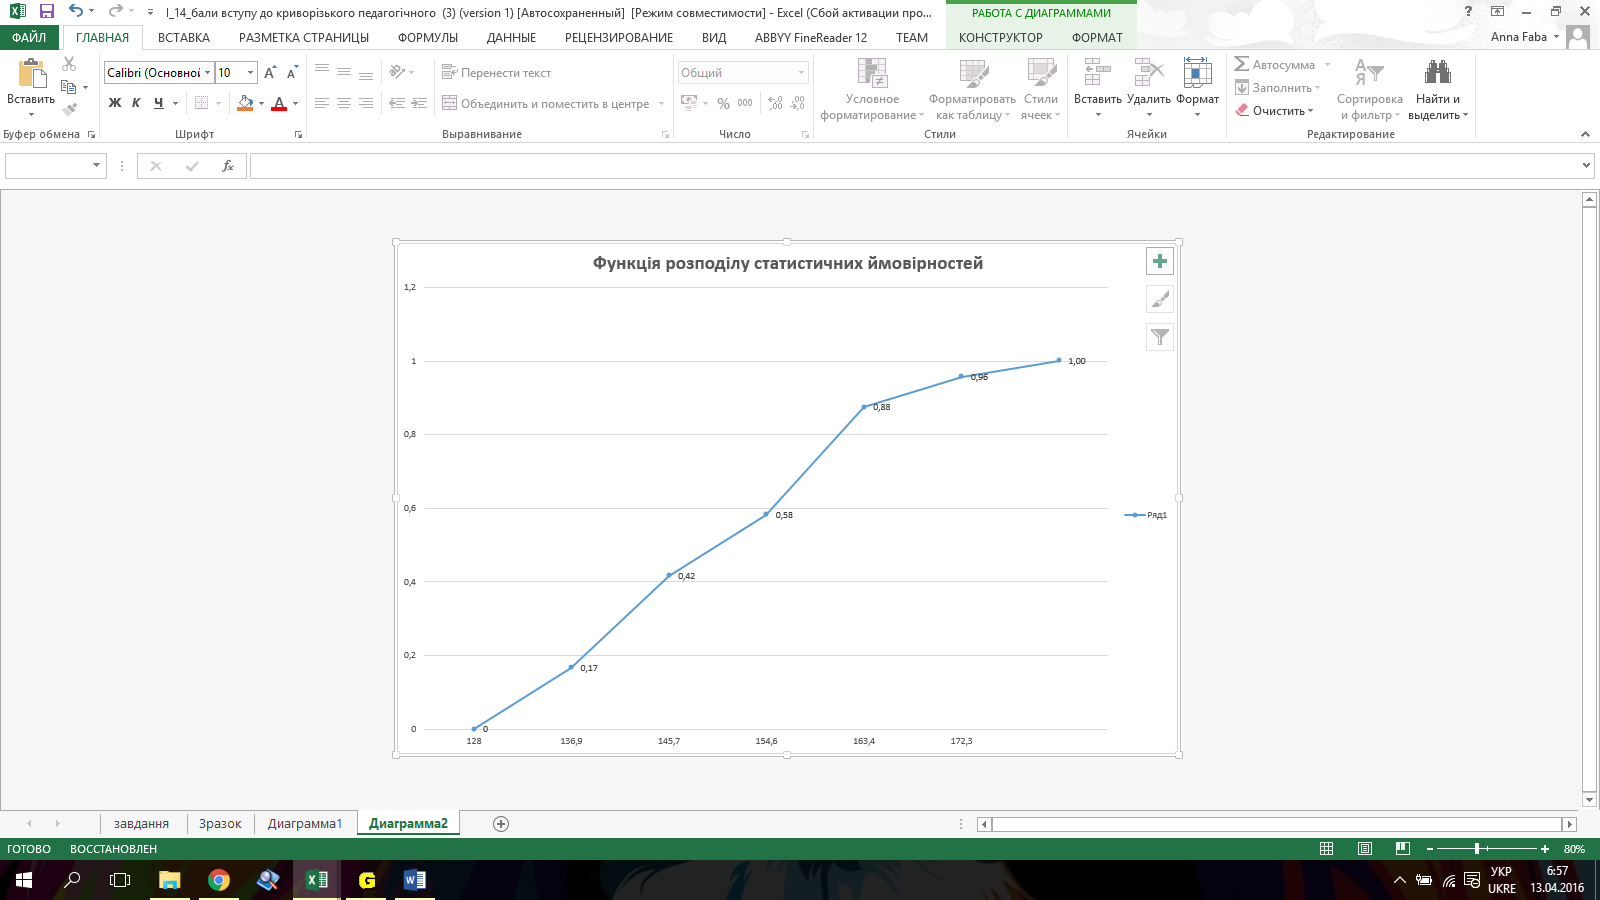 І_14_бали вступу до криворізького педагогічного  (3) (version 1) [Автосохраненный]  [Режим совместимости] - Excel (Сбой активации про...
РАБОТА С ДИАГРАММАМИ
?
ФАЙЛ ГЛАВНАЯ ВСТАВКА РАЗМЕТКА СТРАНИЦЫ ФОРМУЛЫ ДАННЫЕ РЕЦЕНЗИРОВАНИЕ ВИД ABBYY FineReader 12 TEAM КОНСТРУКТОР ФОРМАТ Anna Faba
Вставить
Буфер обмена
Calibri (Основной 10
Ж К Ч
Шрифт
Перенести текст
Объединить и поместить в центре
Выравнивание
Общий
% 000
Число
Условное форматирование
Форматировать как таблицу
Стили ячеек
Стили
Вставить Удалить Формат
Ячейки
Автосумма
Заполнить
Очистить
Сортировка и фильтр
Найти и выделить
Редактирование
fx
Функція розподілу статистичних ймовірностей
1,2
1
0,8
0,6
0,4
0,2
0
0
0,17
0,42
0,58
0,88
0,96
1,00
128 136,9 145,7 154,6 163,4 172,3
Ряд1
завдання Зразок Диаграмма1 Диаграмма2
ГОТОВО ВОССТАНОВЛЕН 80%
УКР 6:57
UKRE 13.04.2016